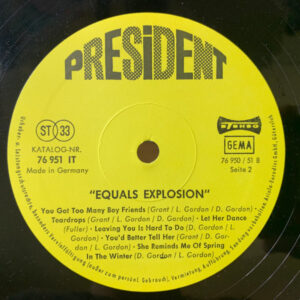 PRESiDENT
ST 33
KATALOG-NR.
76 951 IT
Made in Germany
STEREO
GEMA
76 950 / 51 B
Seite 2
"EQUALS EXPLOSION"
You Got Too Many Boy Friends (Grant / L. Gordon / D. Gordon) ·
Teardrops (Grant / L. Gordon / D. Gordon) · Let Her Dance
(Fuller) · Leaving You Is Hard To Do (D. Gordon / L. Gordon) · You'd Better Tell Her (Grant / D. Gordon / L. Gordon) · She Reminds Me Of Spring
In The Winter (D. Gordon / L. Gordon)